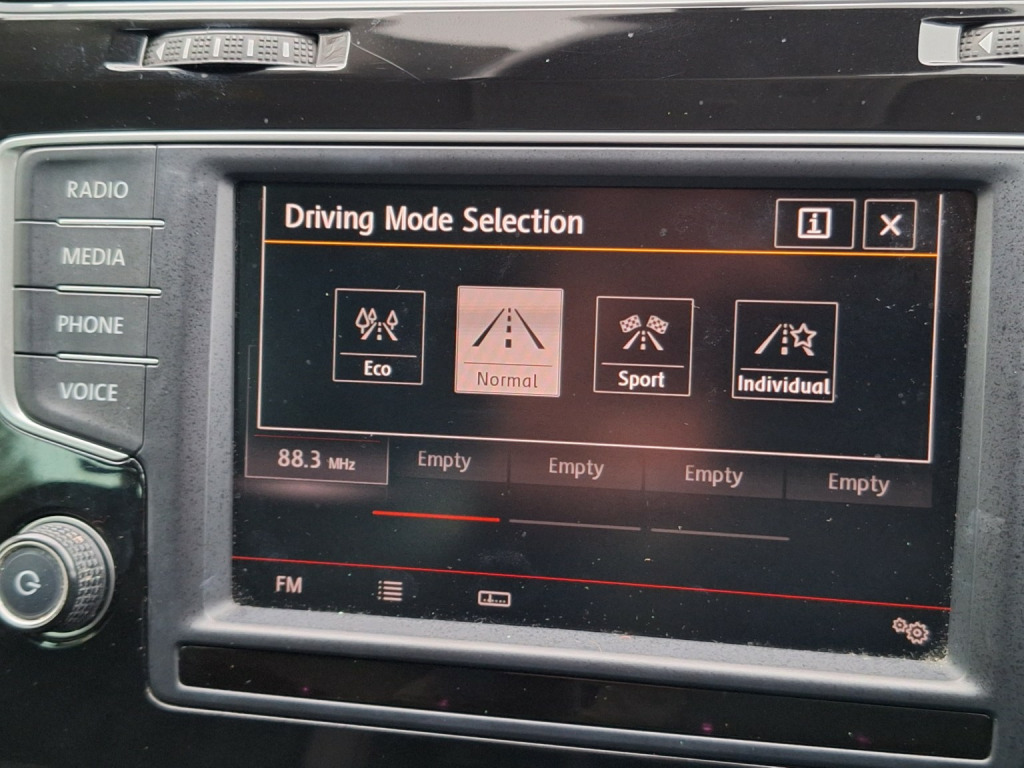 RADIO
MEDIA
PHONE
VOICE
Driving Mode Selection
i X
Eco Normal Sport Individual
88.3 MHz Empty Empty Empty Empty
FM